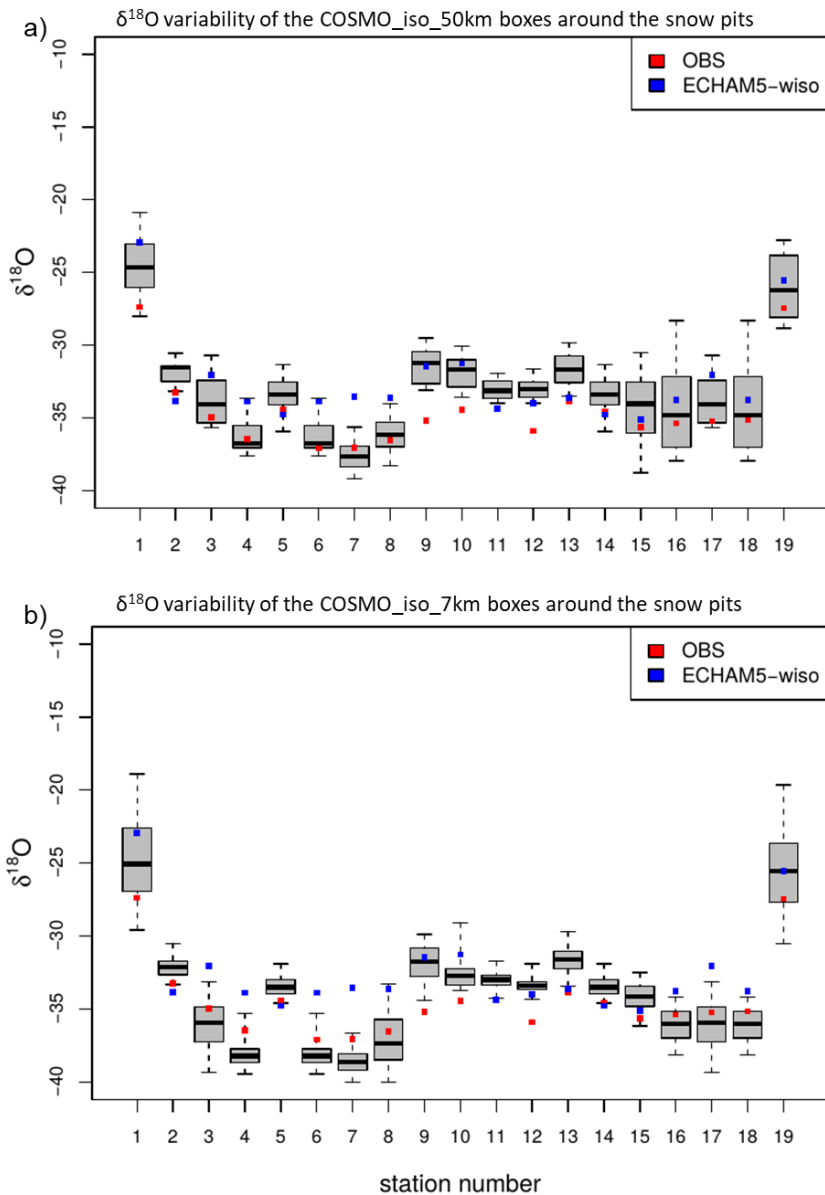 a)
δ¹⁸O variability of the COSMO_iso_50km boxes around the snow pits
OBS
ECHAM5−wiso
δ¹⁸O
−10
−15
−20
−25
−30
−35
−40
1 2 3 4 5 6 7 8 9 10 11 12 13 14 15 16 17 18 19
b)
δ¹⁸O variability of the COSMO_iso_7km boxes around the snow pits
OBS
ECHAM5−wiso
δ¹⁸O
−10
−15
−20
−25
−30
−35
−40
1 2 3 4 5 6 7 8 9 10 11 12 13 14 15 16 17 18 19
station number